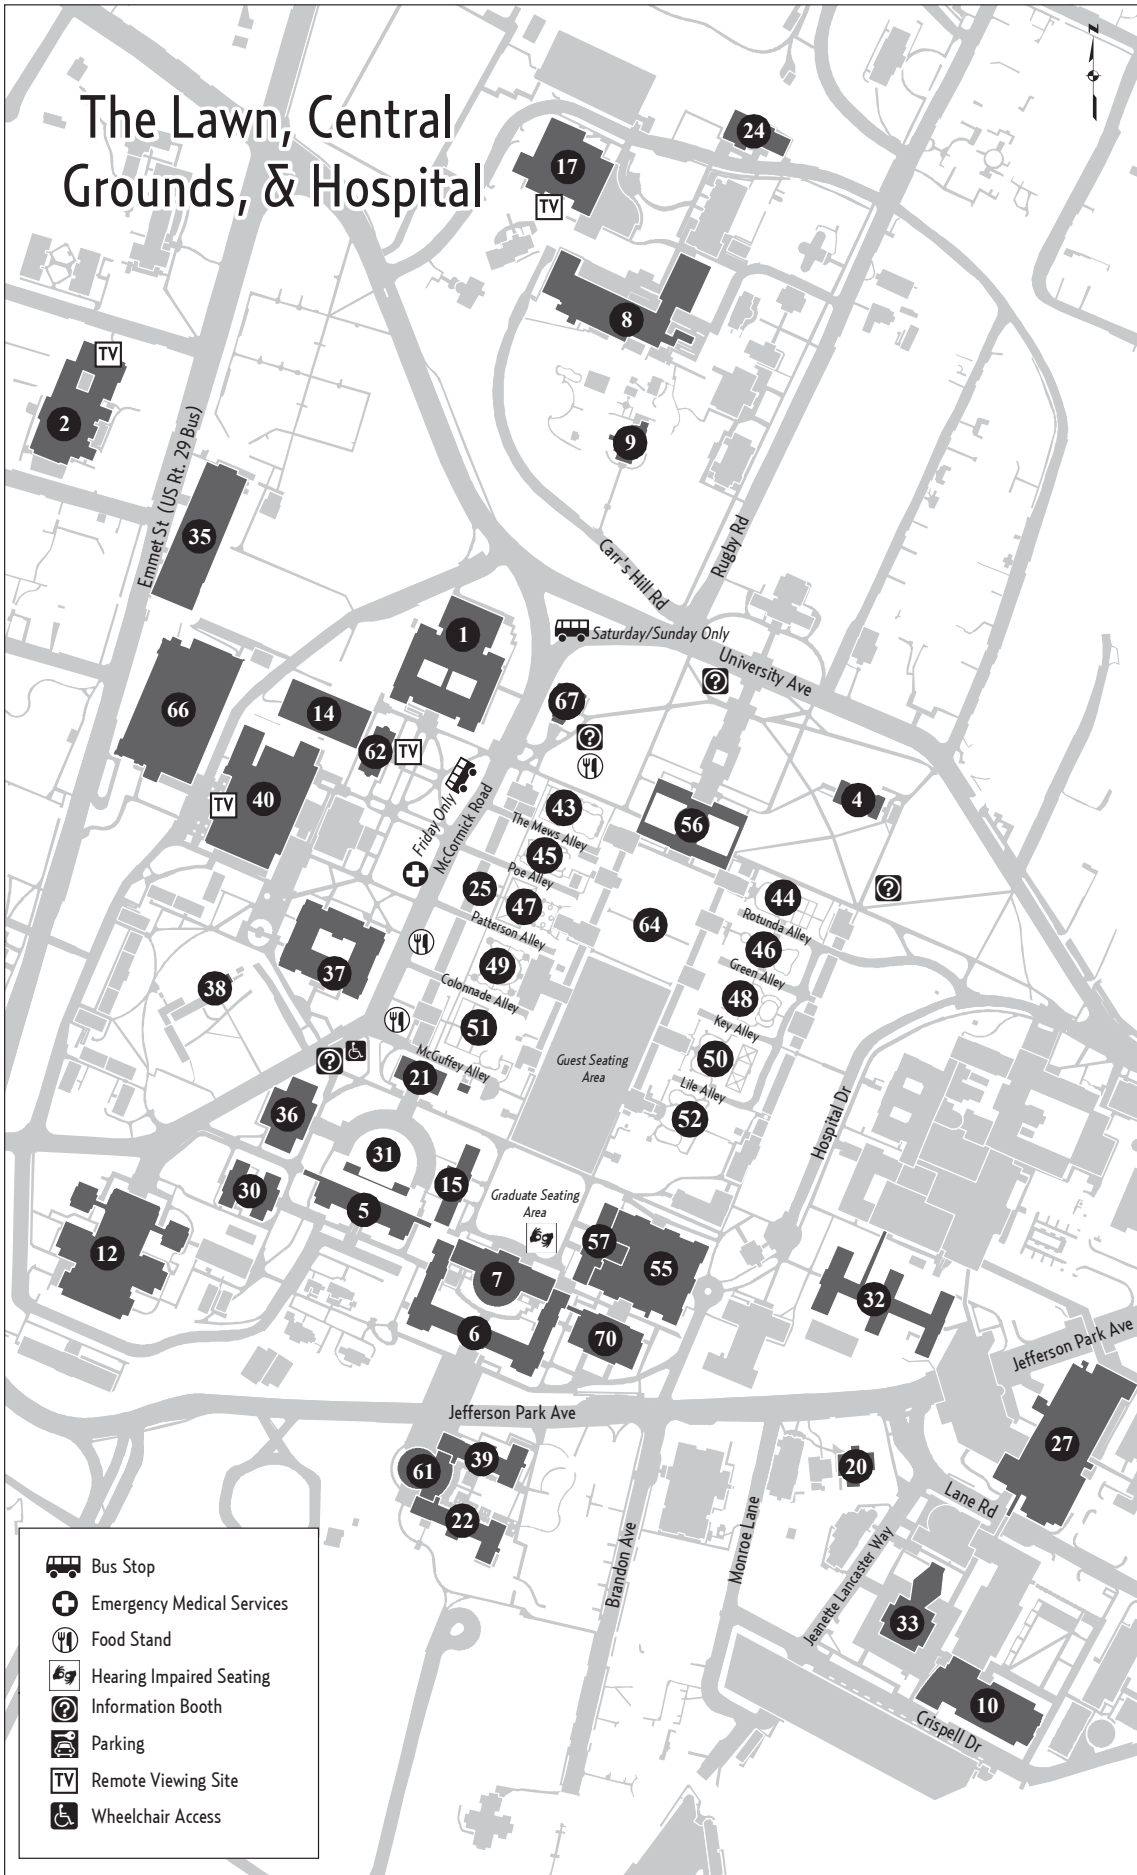 The Lawn, Central
Grounds, & Hospital
N
24
17
TV
8
TV
2
9
Emmet St (US Rt. 29 Bus)
35
Carr's Hill Rd
Rugby Rd
1
Saturday/Sunday Only
University Ave
?
67
66
14
62
TV
?
40
TV
Friday Only
McCormick Road
43
The Mews Alley
56
4
45
Poe Alley
25
47
Patterson Alley
64
44
Rotunda Alley
?
46
Green Alley
37
38
49
Colonnade Alley
48
Key Alley
51
McGuffey Alley
Guest Seating
Area
50
Lile Alley
?
21
52
Hospital Dr
36
31
15
30
5
Graduate Seating
Area
12
57
55
7
32
6
70
Jefferson Park Ave
Jefferson Park Ave
27
39
61
20
22
Lane Rd
Brandon Ave
Monroe Lane
Jeanette Lancaster Way
33
10
Crispell Dr
Bus Stop
Emergency Medical Services
Food Stand
Hearing Impaired Seating
? Information Booth
Parking
TV Remote Viewing Site
Wheelchair Access